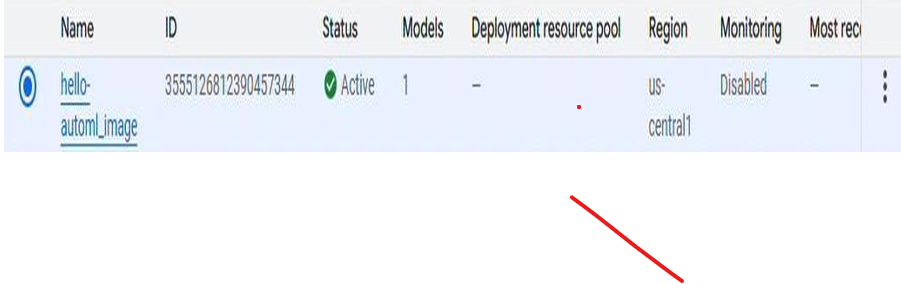 Name ID Status Models Deployment resource pool Region Monitoring Most rec
hello- 3555126812390457344 Active 1 – us- Disabled –
automl_image central1